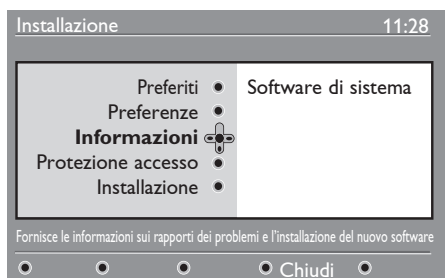 Installazione 11:28
Preferiti Software di sistema
Preferenze
Informazioni
Protezione accesso
Installazione
Fornisce le informazioni sui rapporti dei problemi e l'installazione del nuovo software
Chiudi